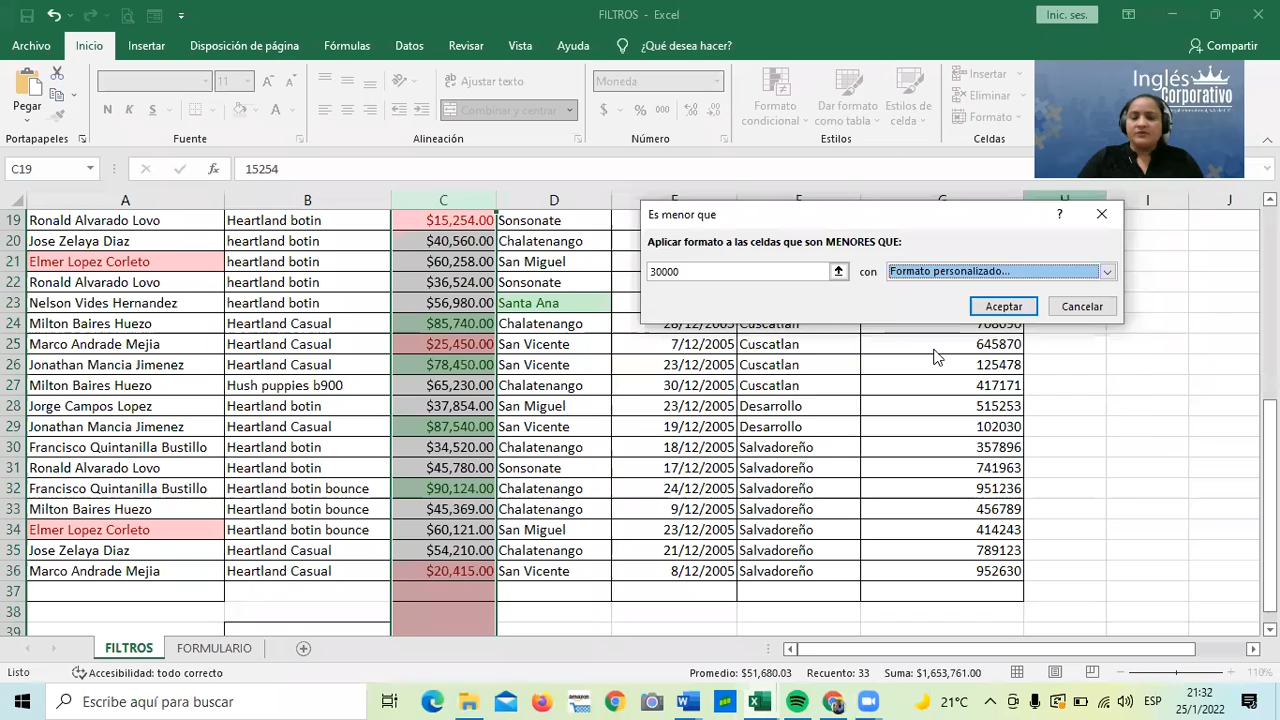 FILTROS - Excel
Inic. ses.
Archivo Inicio Insertar Disposición de página Fórmulas Datos Revisar Vista Ayuda ¿Qué desea hacer? Compartir
Pegar
11
N K S
Ajustar texto
Combinar y centrar
Moneda
$ % 000
Formato condicional
Dar formato como tabla
Estilos de celda
Insertar
Eliminar
Formato
Portapapeles Fuente Alineación Número Estilos Celdas
Inglés Corporativo
C19 fx 15254
A B C D E F G H I J
19 Ronald Alvarado Lovo Heartland botin $15,254.00 Sonsonate
20 Jose Zelaya Diaz heartland botin $40,560.00 Chalatenango
21 Elmer Lopez Corleto heartland botin $60,258.00 San Miguel
22 Ronald Alvarado Lovo heartland botin $36,524.00 Sonsonate
23 Nelson Vides Hernandez heartland botin $56,980.00 Santa Ana
24 Milton Baires Huezo Heartland Casual $85,740.00 Chalatenango 28/12/2005 Cuscatlan 708050
25 Marco Andrade Mejia Heartland Casual $25,450.00 San Vicente 7/12/2005 Cuscatlan 645870
26 Jonathan Mancia Jimenez Heartland Casual $78,450.00 San Vicente 23/12/2005 Cuscatlan 125478
27 Milton Baires Huezo Hush puppies b900 $65,230.00 Chalatenango 30/12/2005 Cuscatlan 417171
28 Jorge Campos Lopez Heartland botin $37,854.00 San Miguel 23/12/2005 Desarrollo 515253
29 Jonathan Mancia Jimenez Heartland botin $87,540.00 San Vicente 19/12/2005 Desarrollo 102030
30 Francisco Quintanilla Bustillo Heartland botin $34,520.00 Chalatenango 18/12/2005 Salvadoreño 357896
31 Ronald Alvarado Lovo Heartland botin $45,780.00 Sonsonate 17/12/2005 Salvadoreño 741963
32 Francisco Quintanilla Bustillo Heartland botin bounce $90,124.00 Chalatenango 24/12/2005 Salvadoreño 951236
33 Milton Baires Huezo Heartland botin bounce $45,369.00 Chalatenango 9/12/2005 Salvadoreño 456789
34 Elmer Lopez Corleto Heartland botin bounce $60,121.00 San Miguel 23/12/2005 Salvadoreño 414243
35 Jose Zelaya Diaz Heartland Casual $54,210.00 Chalatenango 21/12/2005 Salvadoreño 789123
36 Marco Andrade Mejia Heartland Casual $20,415.00 San Vicente 8/12/2005 Salvadoreño 952630
37
38
39
Es menor que ?
Aplicar formato a las celdas que son MENORES QUE:
30000 con Formato personalizado...
Aceptar Cancelar
FILTROS FORMULARIO
Listo Accesibilidad: todo correcto Promedio: $51,680.03 Recuento: 33 Suma: $1,653,761.00 110%
Escribe aquí para buscar
amazon
21°C
ESP
21:32
25/1/2022